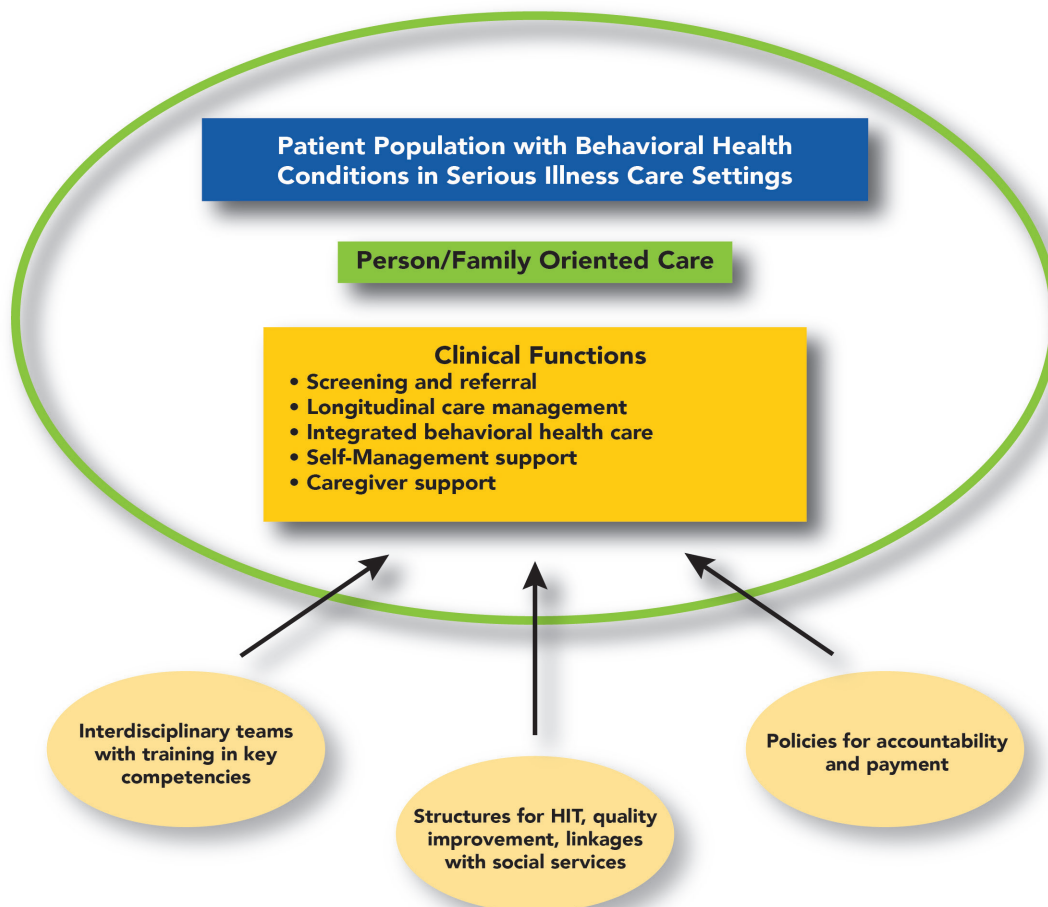 Patient Population with Behavioral Health
Conditions in Serious Illness Care Settings
Person/Family Oriented Care
Clinical Functions
• Screening and referral
• Longitudinal care management
• Integrated behavioral health care
• Self-Management support
• Caregiver support
Interdisciplinary teams
with training in key
competencies
Structures for HIT, quality
improvement, linkages
with social services
Policies for accountability
and payment